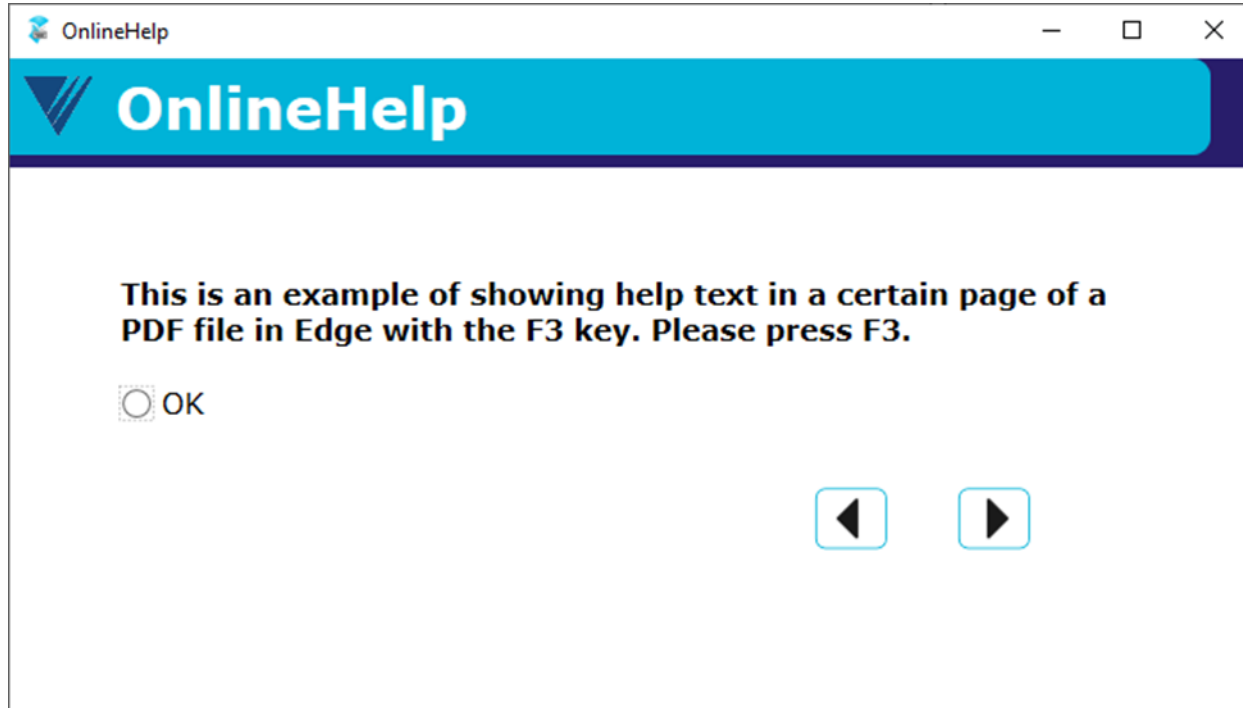 OnlineHelp
OnlineHelp
This is an example of showing help text in a certain page of a
PDF file in Edge with the F3 key. Please press F3.
OK